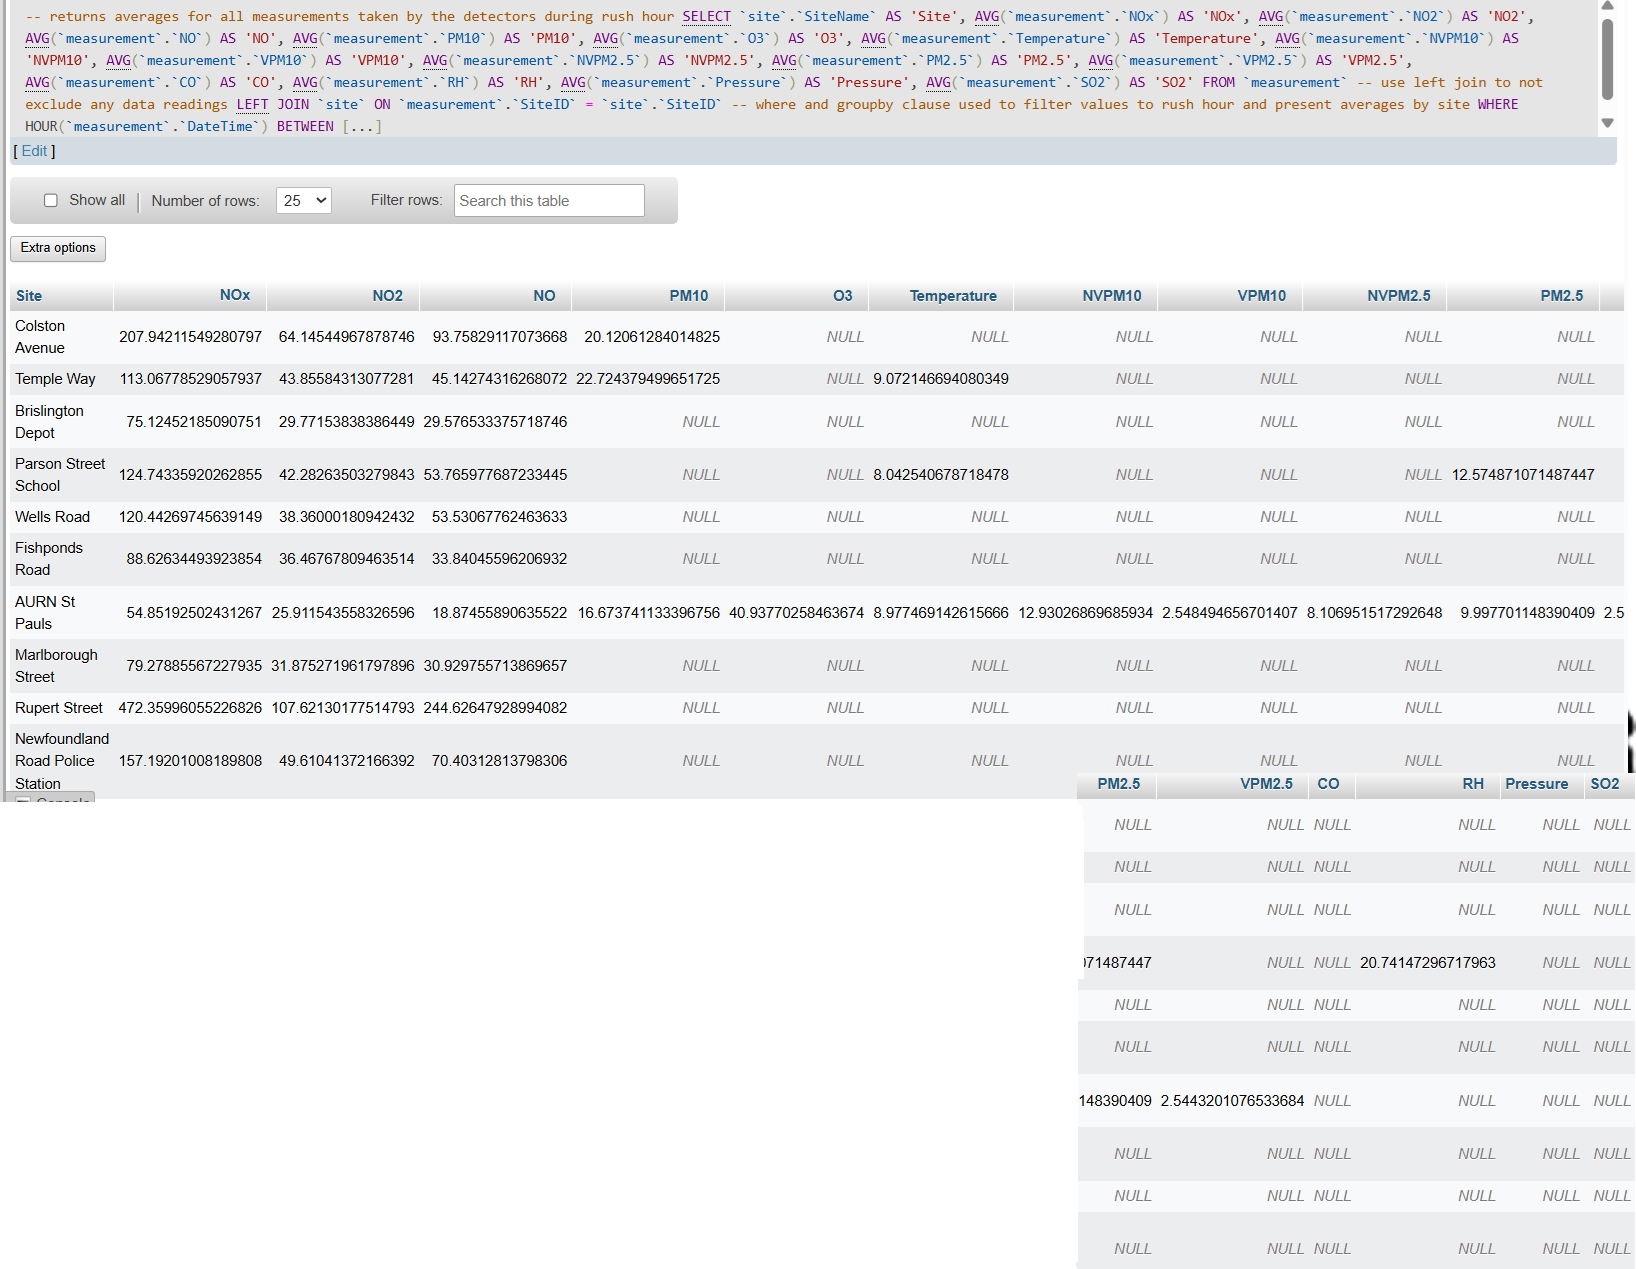 -- returns averages for all measurements taken by the detectors during rush hour SELECT `site`.`SiteName` AS 'Site', AVG(`measurement`.`NOx`) AS 'NOx', AVG(`measurement`.`NO2`) AS 'NO2',
AVG(`measurement`.`NO`) AS 'NO', AVG(`measurement`.`PM10`) AS 'PM10', AVG(`measurement`.`O3`) AS 'O3', AVG(`measurement`.`Temperature`) AS 'Temperature', AVG(`measurement`.`NVPM10`) AS
'NVPM10', AVG(`measurement`.`VPM10`) AS 'VPM10', AVG(`measurement`.`NVPM2.5`) AS 'NVPM2.5', AVG(`measurement`.`PM2.5`) AS 'PM2.5', AVG(`measurement`.`VPM2.5`) AS 'VPM2.5',
AVG(`measurement`.`CO`) AS 'CO', AVG(`measurement`.`RH`) AS 'RH', AVG(`measurement`.`Pressure`) AS 'Pressure', AVG(`measurement`.`SO2`) AS 'SO2' FROM `measurement` -- use left join to not
exclude any data readings LEFT JOIN `site` ON `measurement`.`SiteID` = `site`.`SiteID` -- where and groupby clause used to filter values to rush hour and present averages by site WHERE
HOUR(`measurement`.`DateTime`) BETWEEN [...]
[ Edit ]
Show all | Number of rows: 25 Filter rows: Search this table
Extra options
Site NOx NO2 NO PM10 O3 Temperature NVPM10 VPM10 NVPM2.5 PM2.5
Colston
Avenue 207.94211549280797 64.14544967878746 93.75829117073668 20.12061284014825 NULL NULL NULL NULL NULL NULL
Temple Way 113.06778529057937 43.85584313077281 45.14274316268072 22.724379499651725 NULL 9.072146694080349 NULL NULL NULL NULL
Brislington
Depot 75.12452185090751 29.77153838386449 29.576533375718746 NULL NULL NULL NULL NULL NULL NULL
Parson Street
School 124.74335920262855 42.28263503279843 53.765977687233445 NULL NULL 8.042540678718478 NULL NULL NULL 12.574871071487447
Wells Road 120.44269745639149 38.36000180942432 53.53067762463633 NULL NULL NULL NULL NULL NULL NULL
Fishponds
Road 88.62634493923854 36.46767809463514 33.84045596206932 NULL NULL NULL NULL NULL NULL NULL
AURN St
Pauls 54.85192502431267 25.911543558326596 18.87455890635522 16.673741133396756 40.93770258463674 8.977469142615666 12.93026869685934 2.548494656701407 8.106951517292648 9.997701148390409 2.5
Marlborough
Street 79.27885567227935 31.875271961797896 30.929755713869657 NULL NULL NULL NULL NULL NULL NULL
Rupert Street 472.35996055226826 107.62130177514793 244.62647928994082 NULL NULL NULL NULL NULL NULL NULL
Newfoundland
Road Police
Station 157.19201008189808 49.61041372166392 70.40312813798306 NULL NULL NULL NULL NULL NULL NULL
PM2.5 VPM2.5 CO RH Pressure SO2
NULL NULL NULL NULL NULL NULL
NULL NULL NULL NULL NULL NULL
NULL NULL NULL NULL NULL NULL
071487447 NULL NULL 20.74147296717963 NULL NULL
NULL NULL NULL NULL NULL NULL
NULL NULL NULL NULL NULL NULL
148390409 2.5443201076533684 NULL NULL NULL NULL
NULL NULL NULL NULL NULL NULL
NULL NULL NULL NULL NULL NULL
NULL NULL NULL NULL NULL NULL